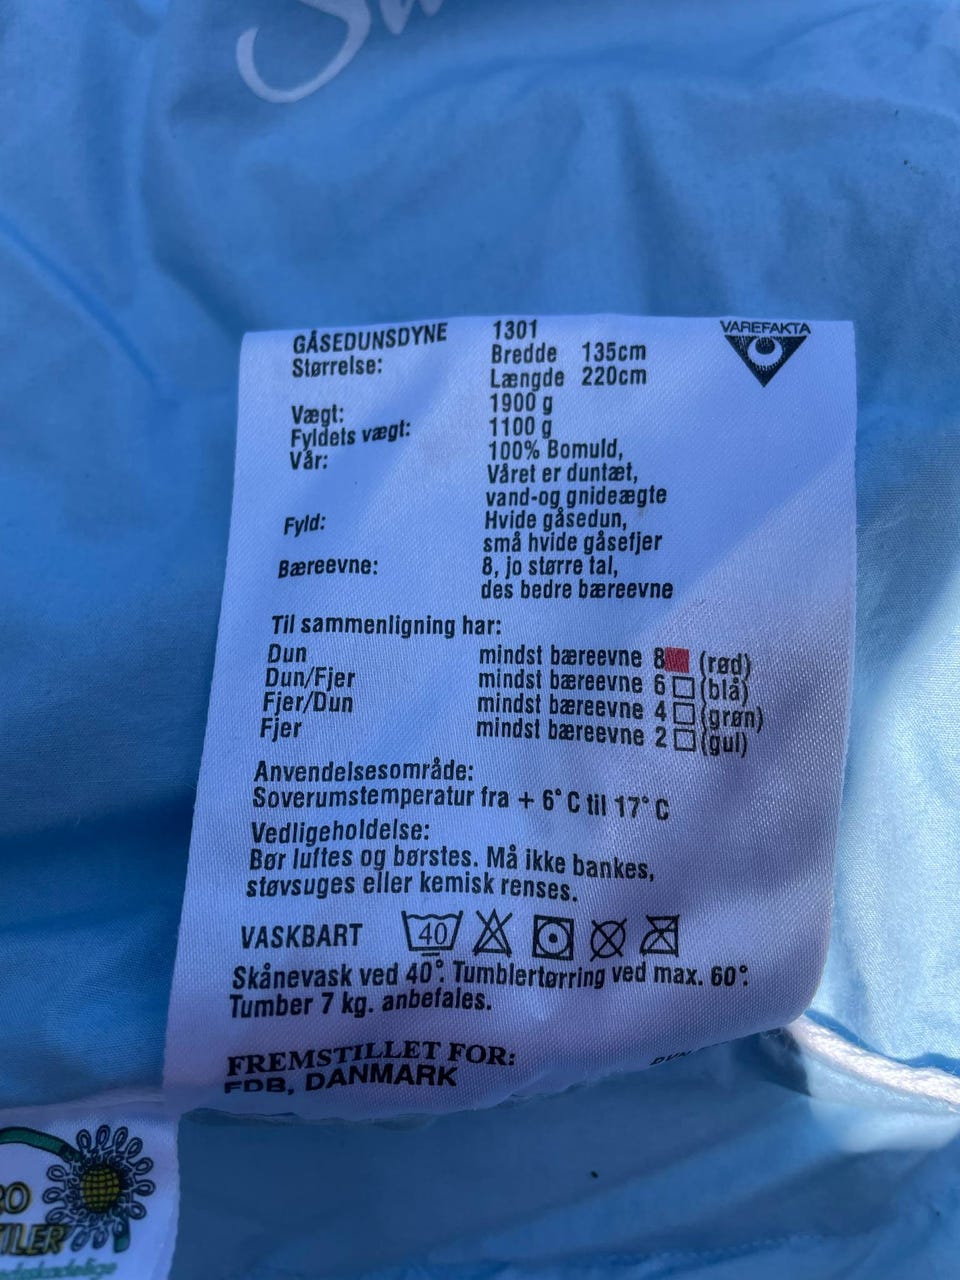 GÅSEDUNSDYNE 1301
Størrelse: Bredde 135cm
Længde 220cm
Vægt: 1900 g
Fyldets vægt: 1100 g
Vår: 100% Bomuld,
Våret er duntæt,
vand-og gnideægte
Fyld: Hvide gåsedun,
små hvide gåsefjer
Bæreevne: 8, jo større tal,
des bedre bæreevne
VAREFAKTA
Til sammenligning har:
Dun mindst bæreevne 8 (rød)
Dun/Fjer mindst bæreevne 6 (blå)
Fjer/Dun mindst bæreevne 4 (grøn)
Fjer mindst bæreevne 2 (gul)
Anvendelsesområde:
Soverumstemperatur fra + 6° C til 17° C
Vedligeholdelse:
Bør luftes og børstes. Må ikke bankes,
støvsuges eller kemisk renses.
VASKBART 40
Skånevask ved 40°. Tumblertørring ved max. 60°.
Tumber 7 kg. anbefales.
FREMSTILLET FOR:
FDB, DANMARK